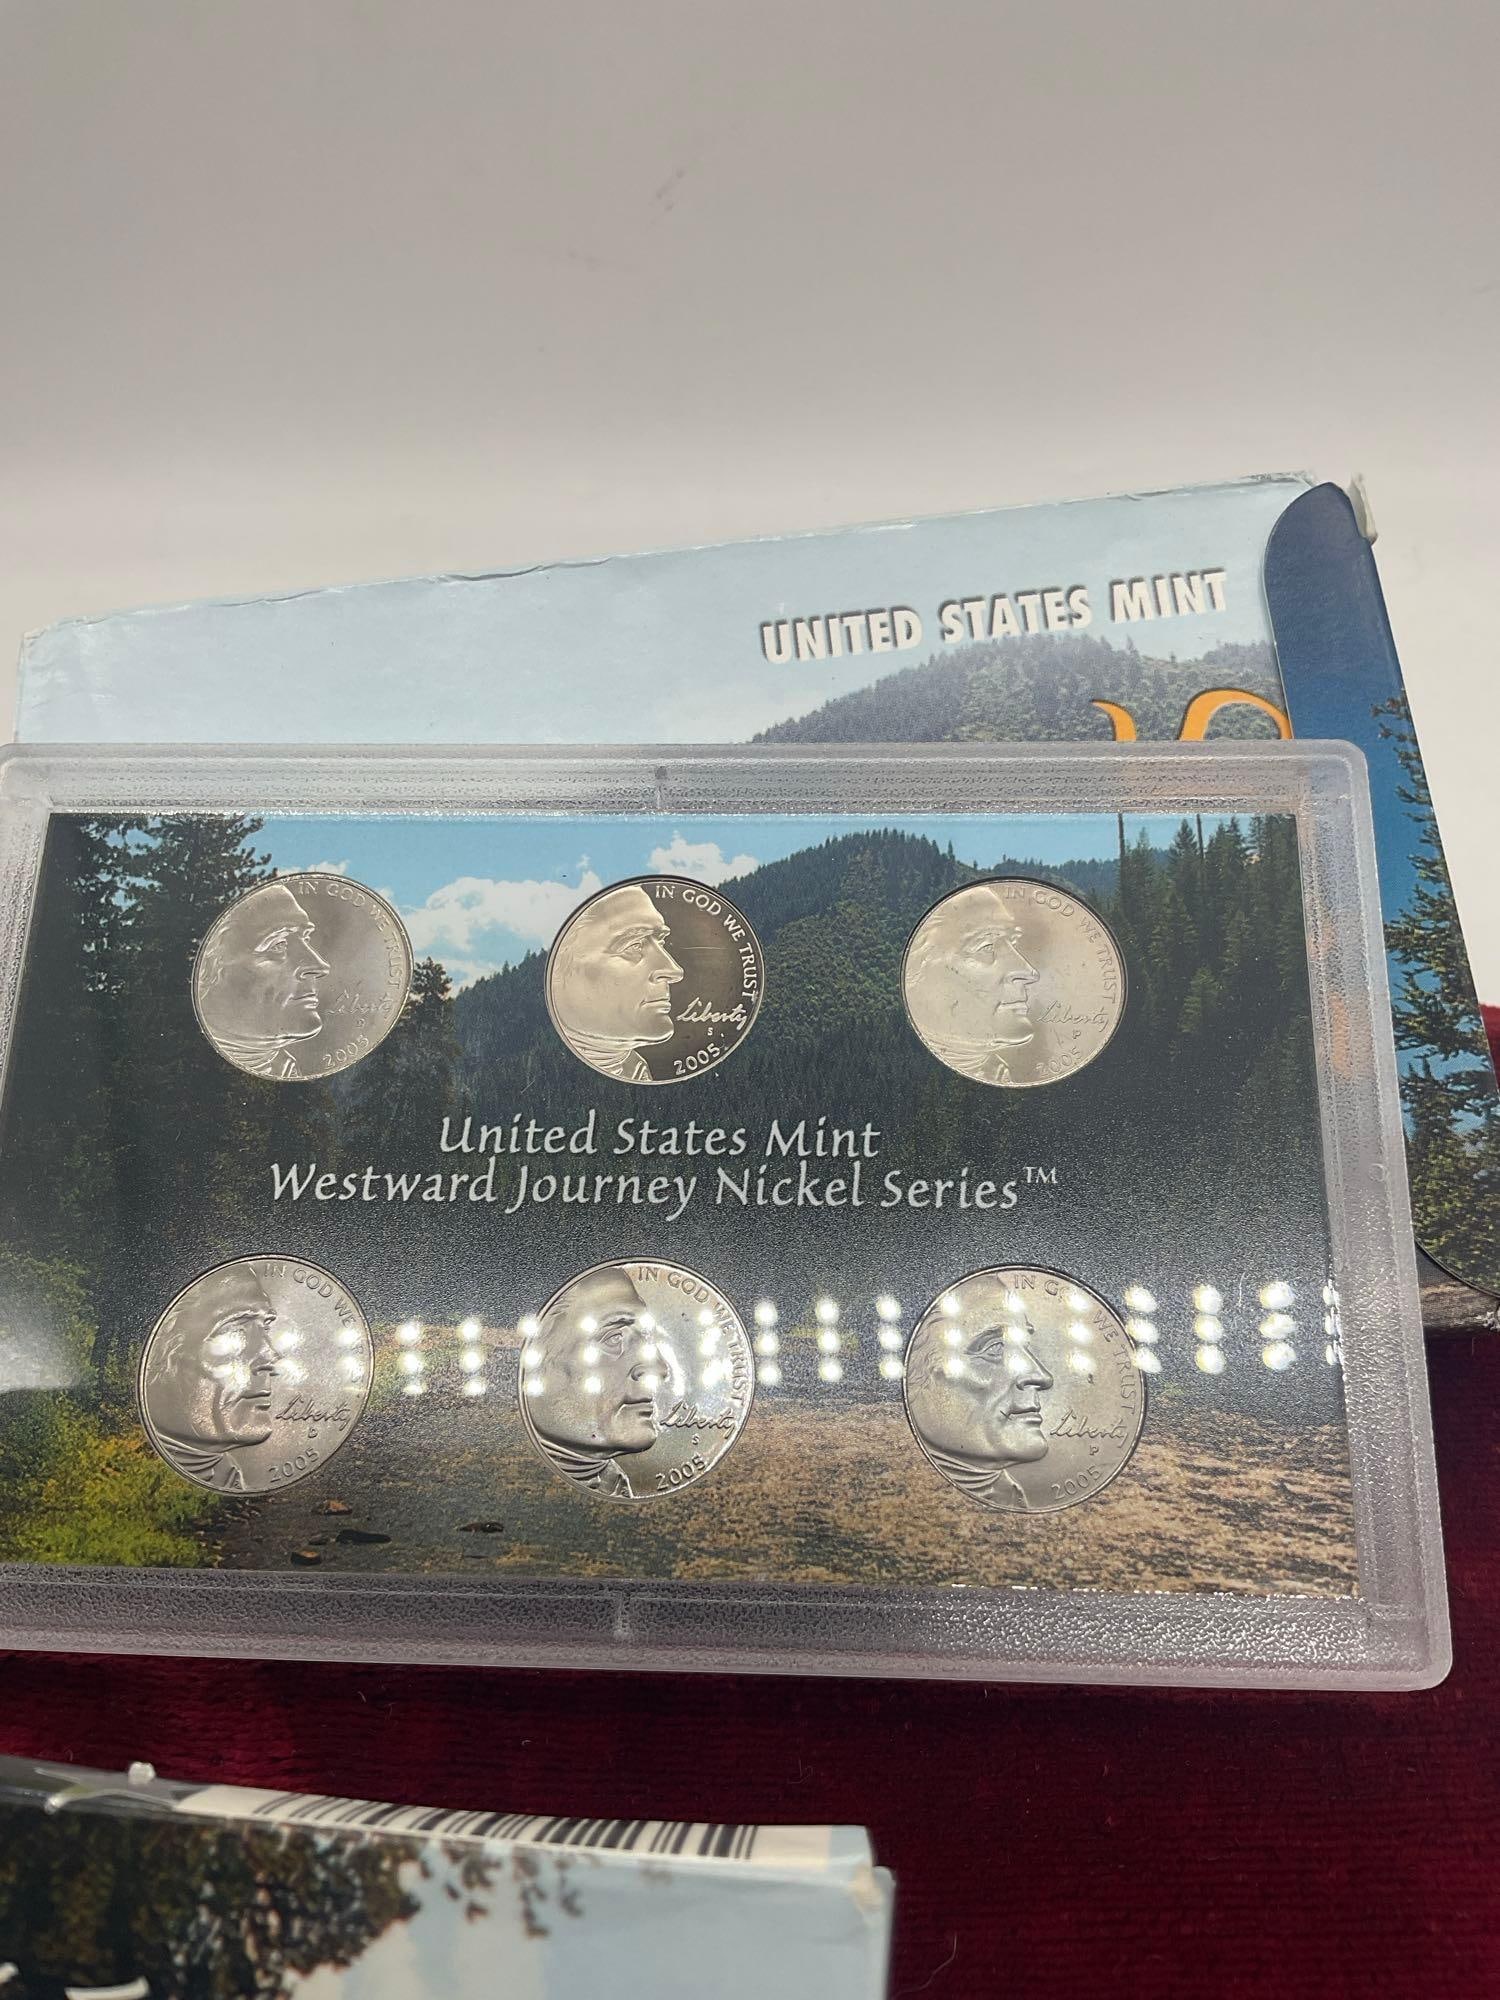 UNITED STATES MINT
IN GOD WE TRUST
Liberty
D
2005
IN GOD WE TRUST
Liberty
S
2005
IN GOD WE TRUST
Liberty
P
2005
United States Mint
Westward Journey Nickel Series™
IN GOD WE TRUST
Liberty
D
2005
IN GOD WE TRUST
Liberty
S
2005
IN GOD WE TRUST
Liberty
P
2005